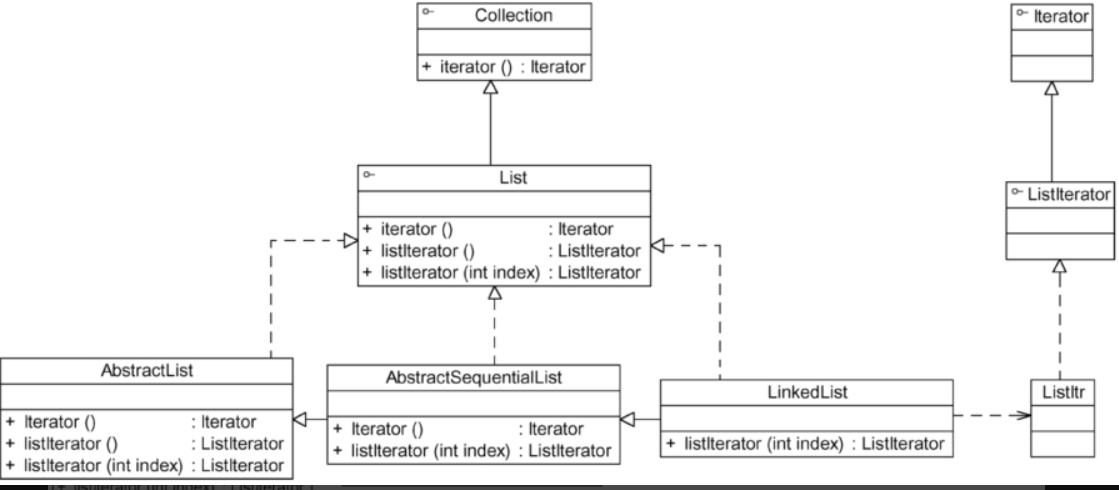 Collection
+ iterator () : Iterator
Iterator
List
+ iterator () : Iterator
+ listIterator () : ListIterator
+ listIterator (int index) : ListIterator
ListIterator
AbstractList
+ Iterator () : Iterator
+ listIterator () : ListIterator
+ listIterator (int index) : ListIterator
AbstractSequentialList
+ Iterator () : Iterator
+ listIterator (int index) : ListIterator
LinkedList
+ listIterator (int index) : ListIterator
ListItr